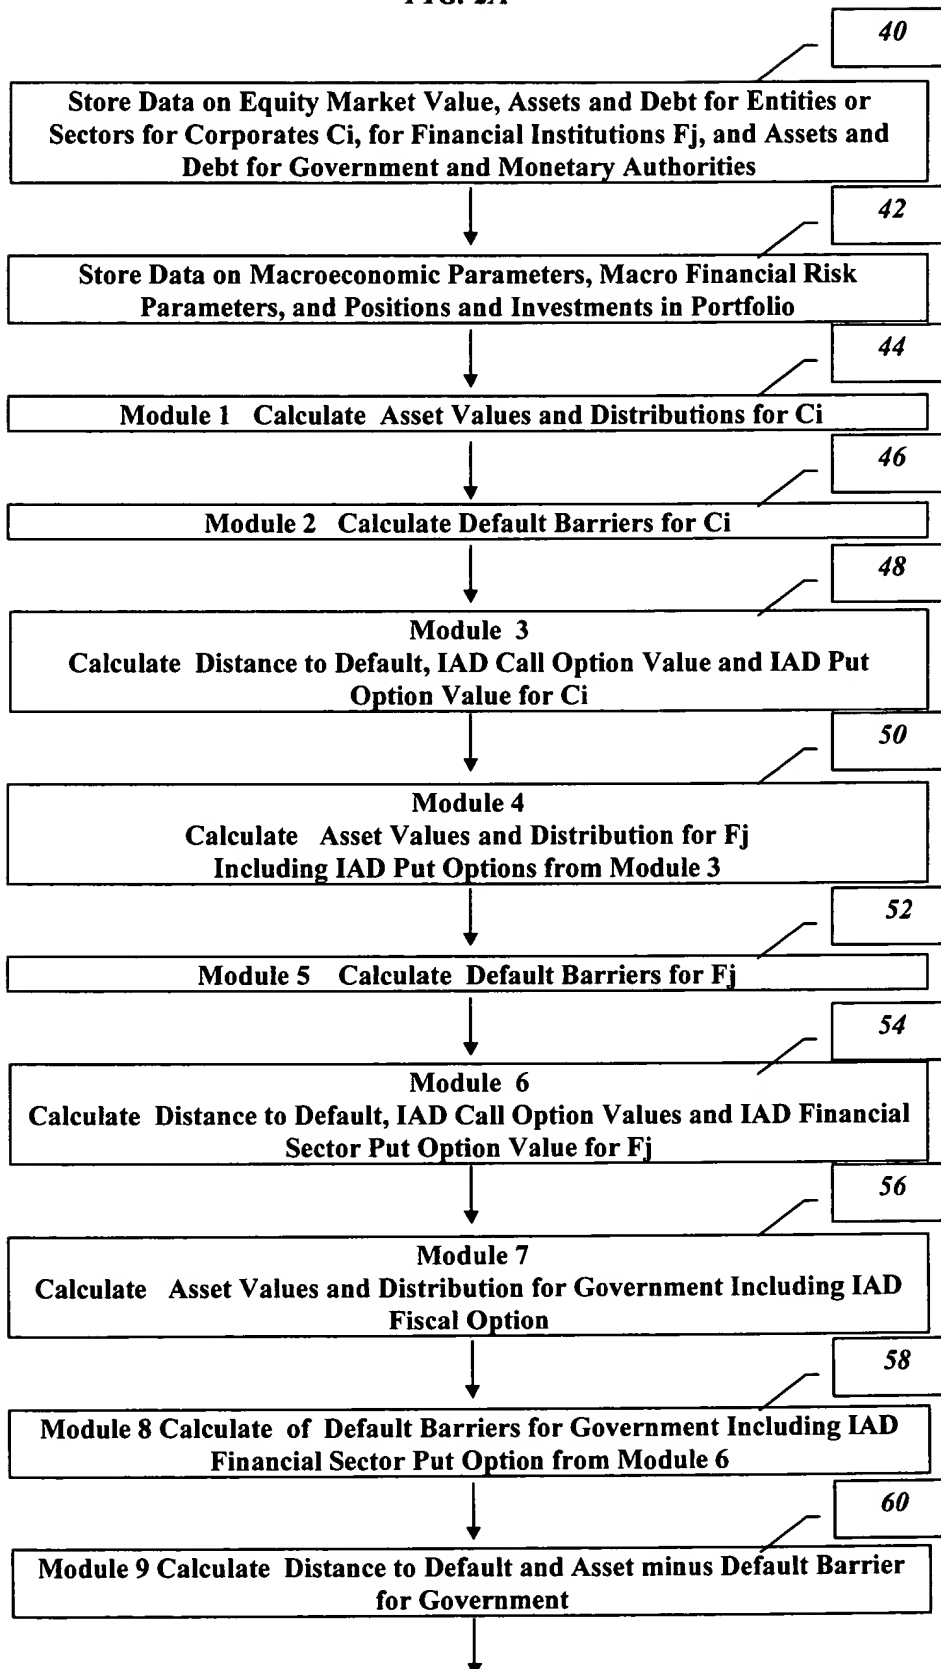 40
Store Data on Equity Market Value, Assets and Debt for Entities or
Sectors for Corporates Ci, for Financial Institutions Fj, and Assets and
Debt for Government and Monetary Authorities
42
Store Data on Macroeconomic Parameters, Macro Financial Risk
Parameters, and Positions and Investments in Portfolio
44
Module 1 Calculate Asset Values and Distributions for Ci
46
Module 2 Calculate Default Barriers for Ci
48
Module 3
Calculate Distance to Default, IAD Call Option Value and IAD Put
Option Value for Ci
50
Module 4
Calculate Asset Values and Distribution for Fj
Including IAD Put Options from Module 3
52
Module 5 Calculate Default Barriers for Fj
54
Module 6
Calculate Distance to Default, IAD Call Option Values and IAD Financial
Sector Put Option Value for Fj
56
Module 7
Calculate Asset Values and Distribution for Government Including IAD
Fiscal Option
58
Module 8 Calculate of Default Barriers for Government Including IAD
Financial Sector Put Option from Module 6
60
Module 9 Calculate Distance to Default and Asset minus Default Barrier
for Government